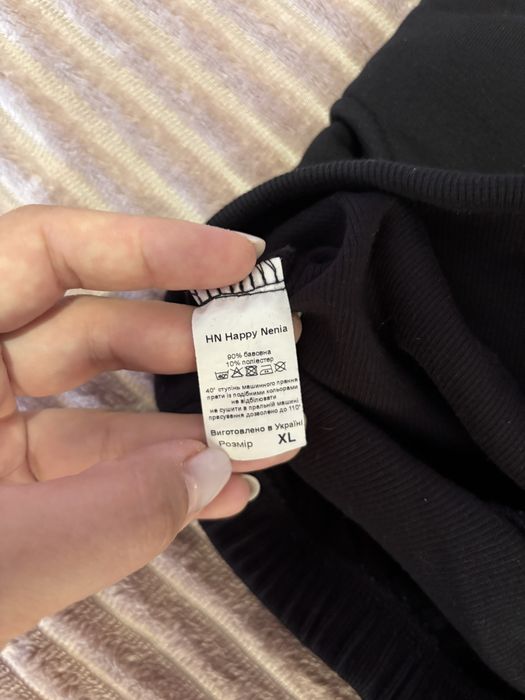 HN Happy Nenia
90% бавовна
10% поліестер
40° ступінь машинного прання
прати із подібними кольорами
не відбілювати
не сушити в пральній машині
прасування дозволено до 110°
Виготовлено в Україні
Розмір XL